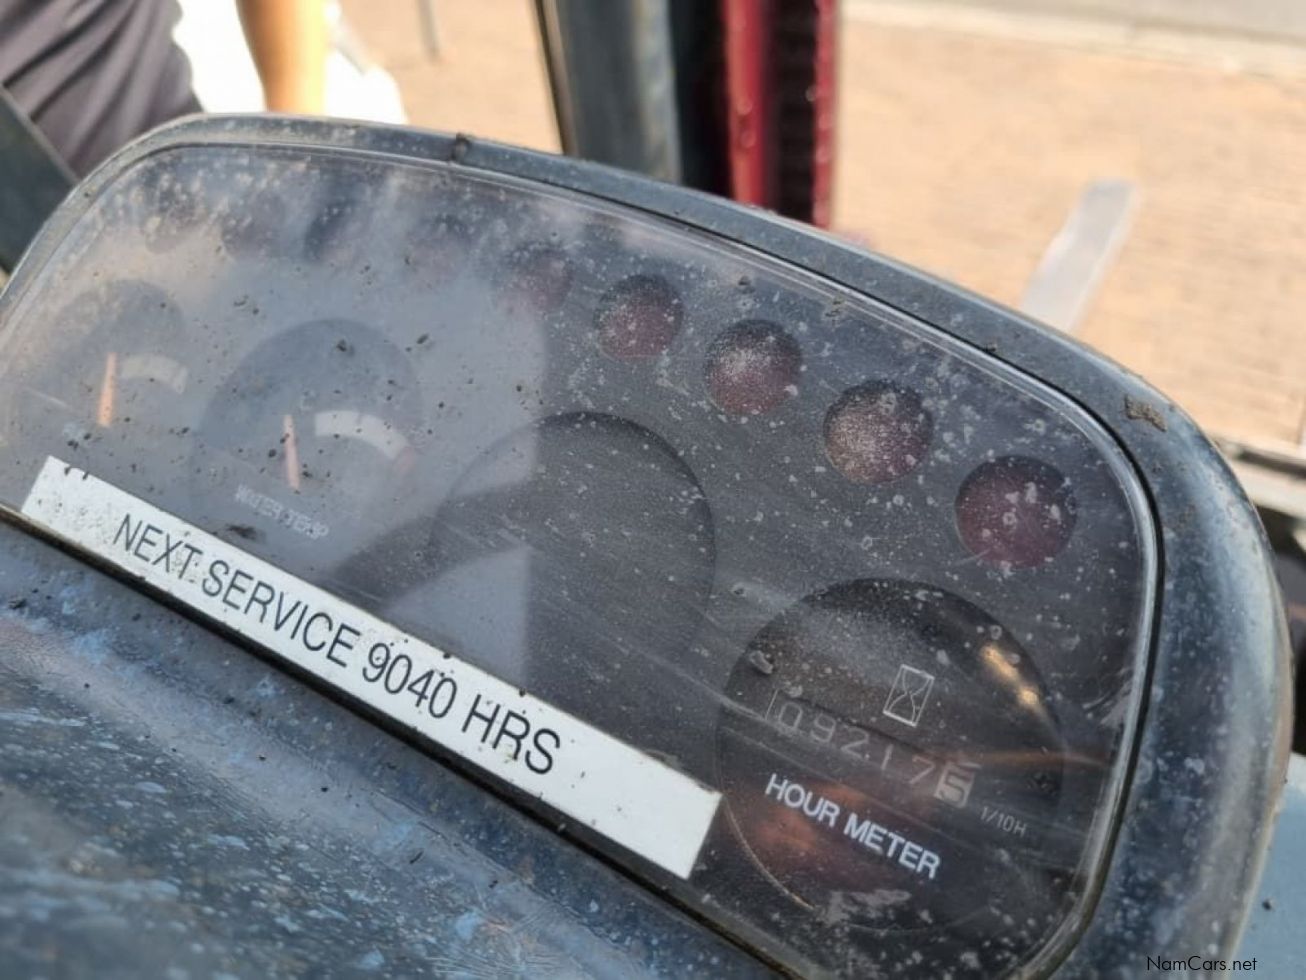 WATER TEMP
NEXT SERVICE 9040 HRS
092175
1/10H
HOUR METER
NamCars.net